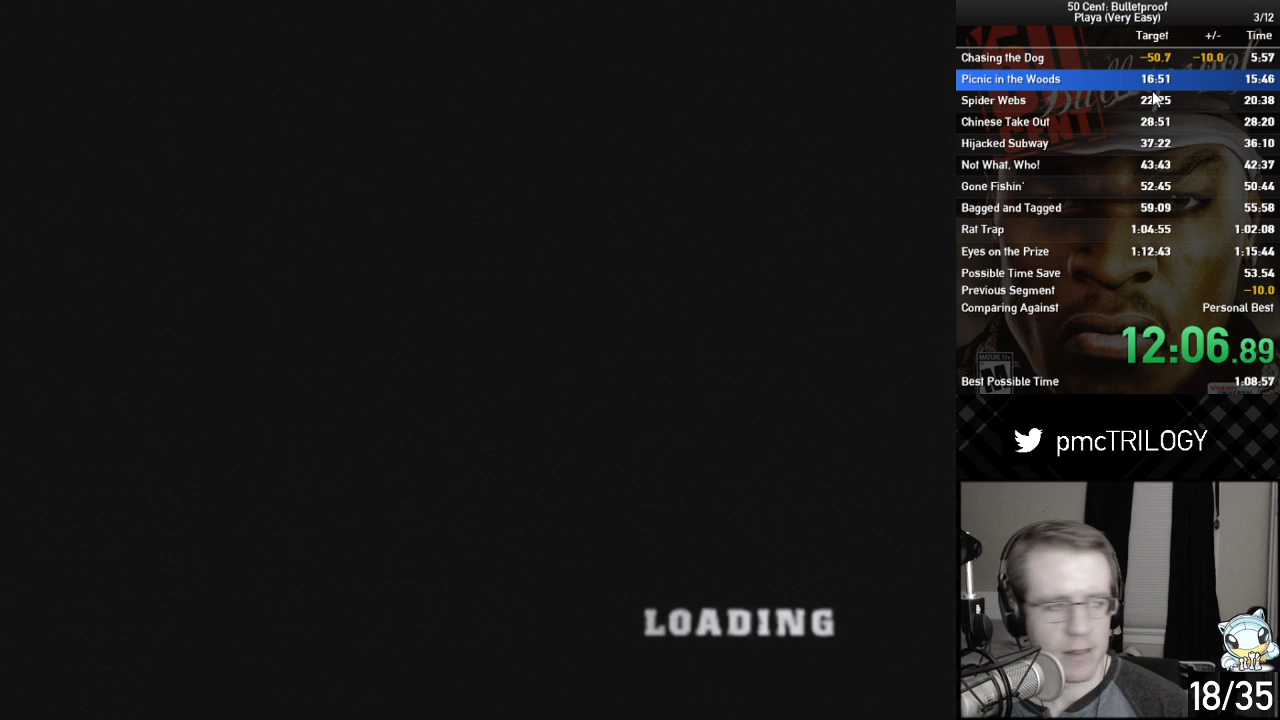 50 Cent: Bulletproof
Playa (Very Easy) 3/12
Target +/- Time
Chasing the Dog −50.7 −10.0 5:57
Picnic in the Woods 16:51 15:46
Spider Webs 22:25 20:38
Chinese Take Out 28:51 28:20
Hijacked Subway 37:22 36:10
Not What, Who! 43:43 42:37
Gone Fishin' 52:45 50:44
Bagged and Tagged 59:09 55:58
Rat Trap 1:04:55 1:02:08
Eyes on the Prize 1:12:43 1:15:44
Possible Time Save 53.54
Previous Segment −10.0
Comparing Against Personal Best
12:06.89
Best Possible Time 1:08:57
pmcTRILOGY
LOADING
18/35